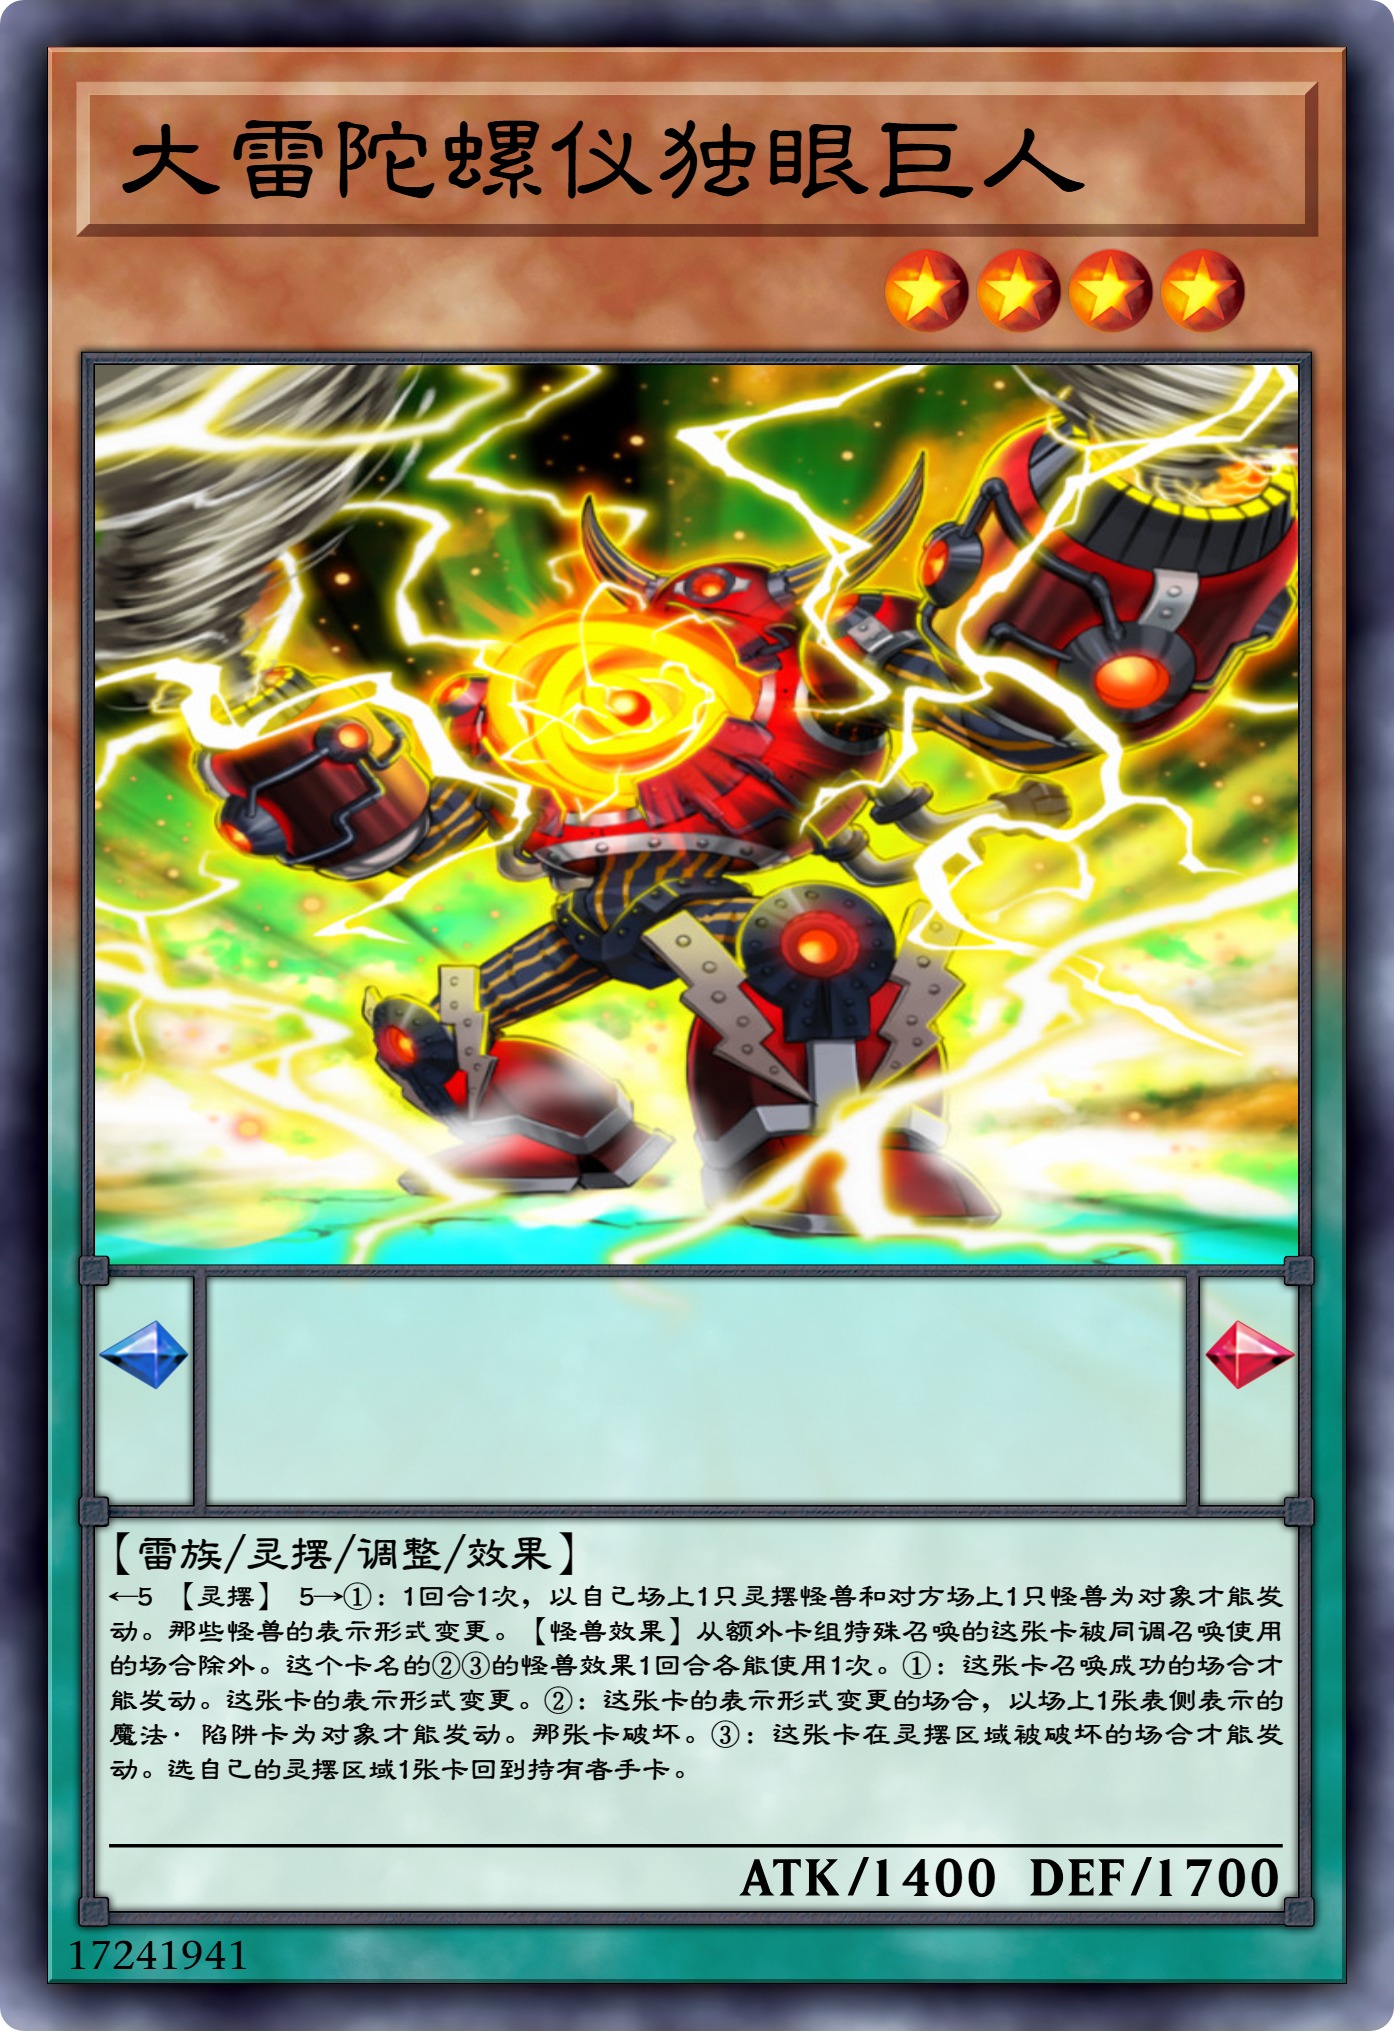 大雷陀螺仪独眼巨人
【雷族/灵摆/调整/效果】
←5 【灵摆】 5→①：1回合1次，以自己场上1只灵摆怪兽和对方场上1只怪兽为对象才能发
动。那些怪兽的表示形式变更。【怪兽效果】从额外卡组特殊召唤的这张卡被同调召唤使用
的场合除外。这个卡名的②③的怪兽效果1回合各能使用1次。①：这张卡召唤成功的场合才
能发动。这张卡的表示形式变更。②：这张卡的表示形式变更的场合，以场上1张表侧表示的
魔法·陷阱卡为对象才能发动。那张卡破坏。③：这张卡在灵摆区域被破坏的场合才能发
动。选自己的灵摆区域1张卡回到持有者手卡。
ATK/1400 DEF/1700
17241941